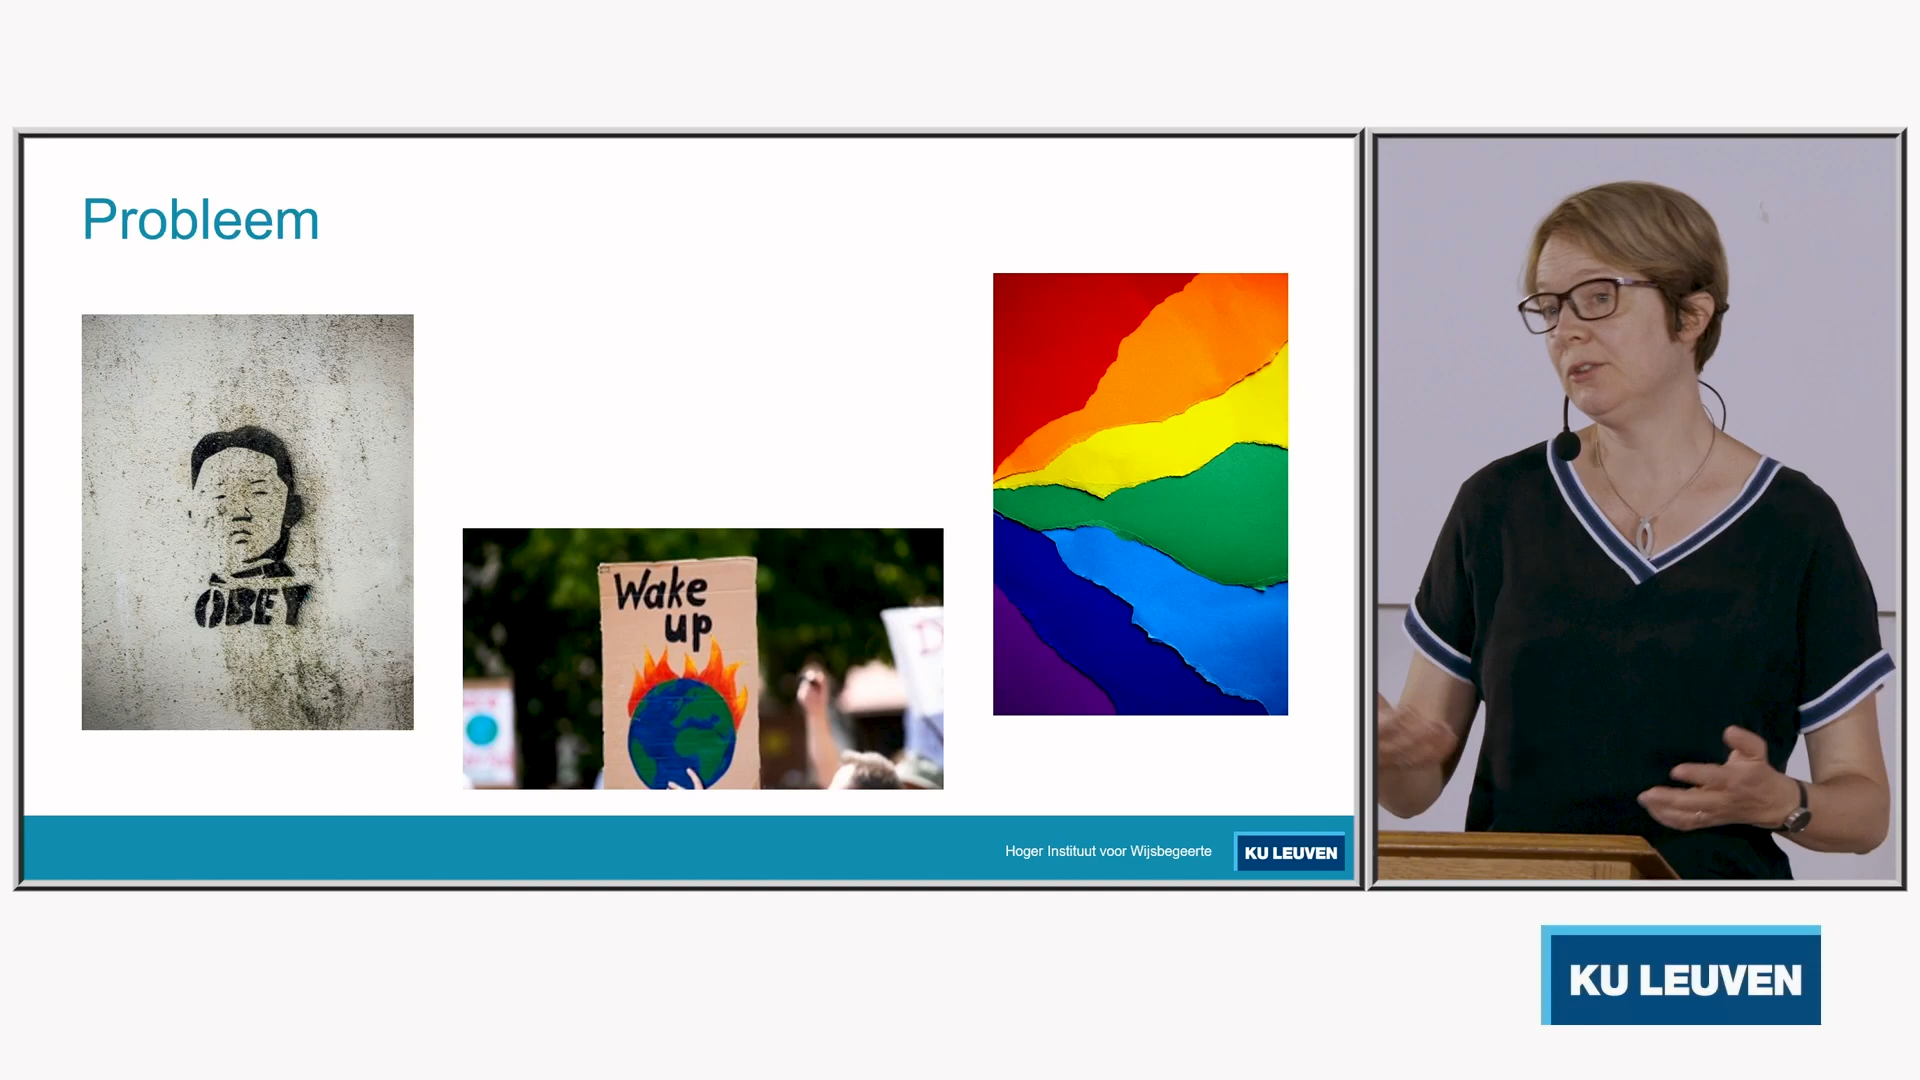 Probleem
OBEY
Wake
up
D
Hoger Instituut voor Wijsbegeerte
KU LEUVEN
KU LEUVEN